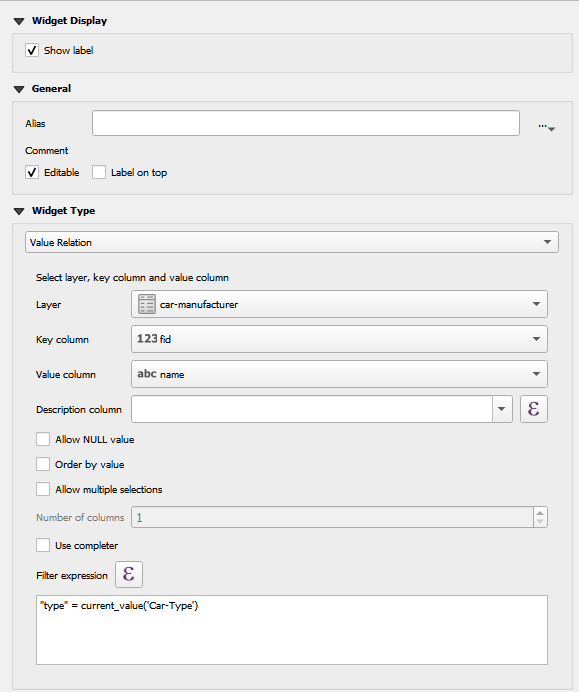 Widget Display
Show label
General
Alias
...
Comment
Editable Label on top
Widget Type
Value Relation
Select layer, key column and value column
Layer car-manufacturer
Key column 123 fid
Value column abc name
Description column ε
Allow NULL value
Order by value
Allow multiple selections
Number of columns 1
Use completer
Filter expression ε
"type" = current_value('Car-Type')